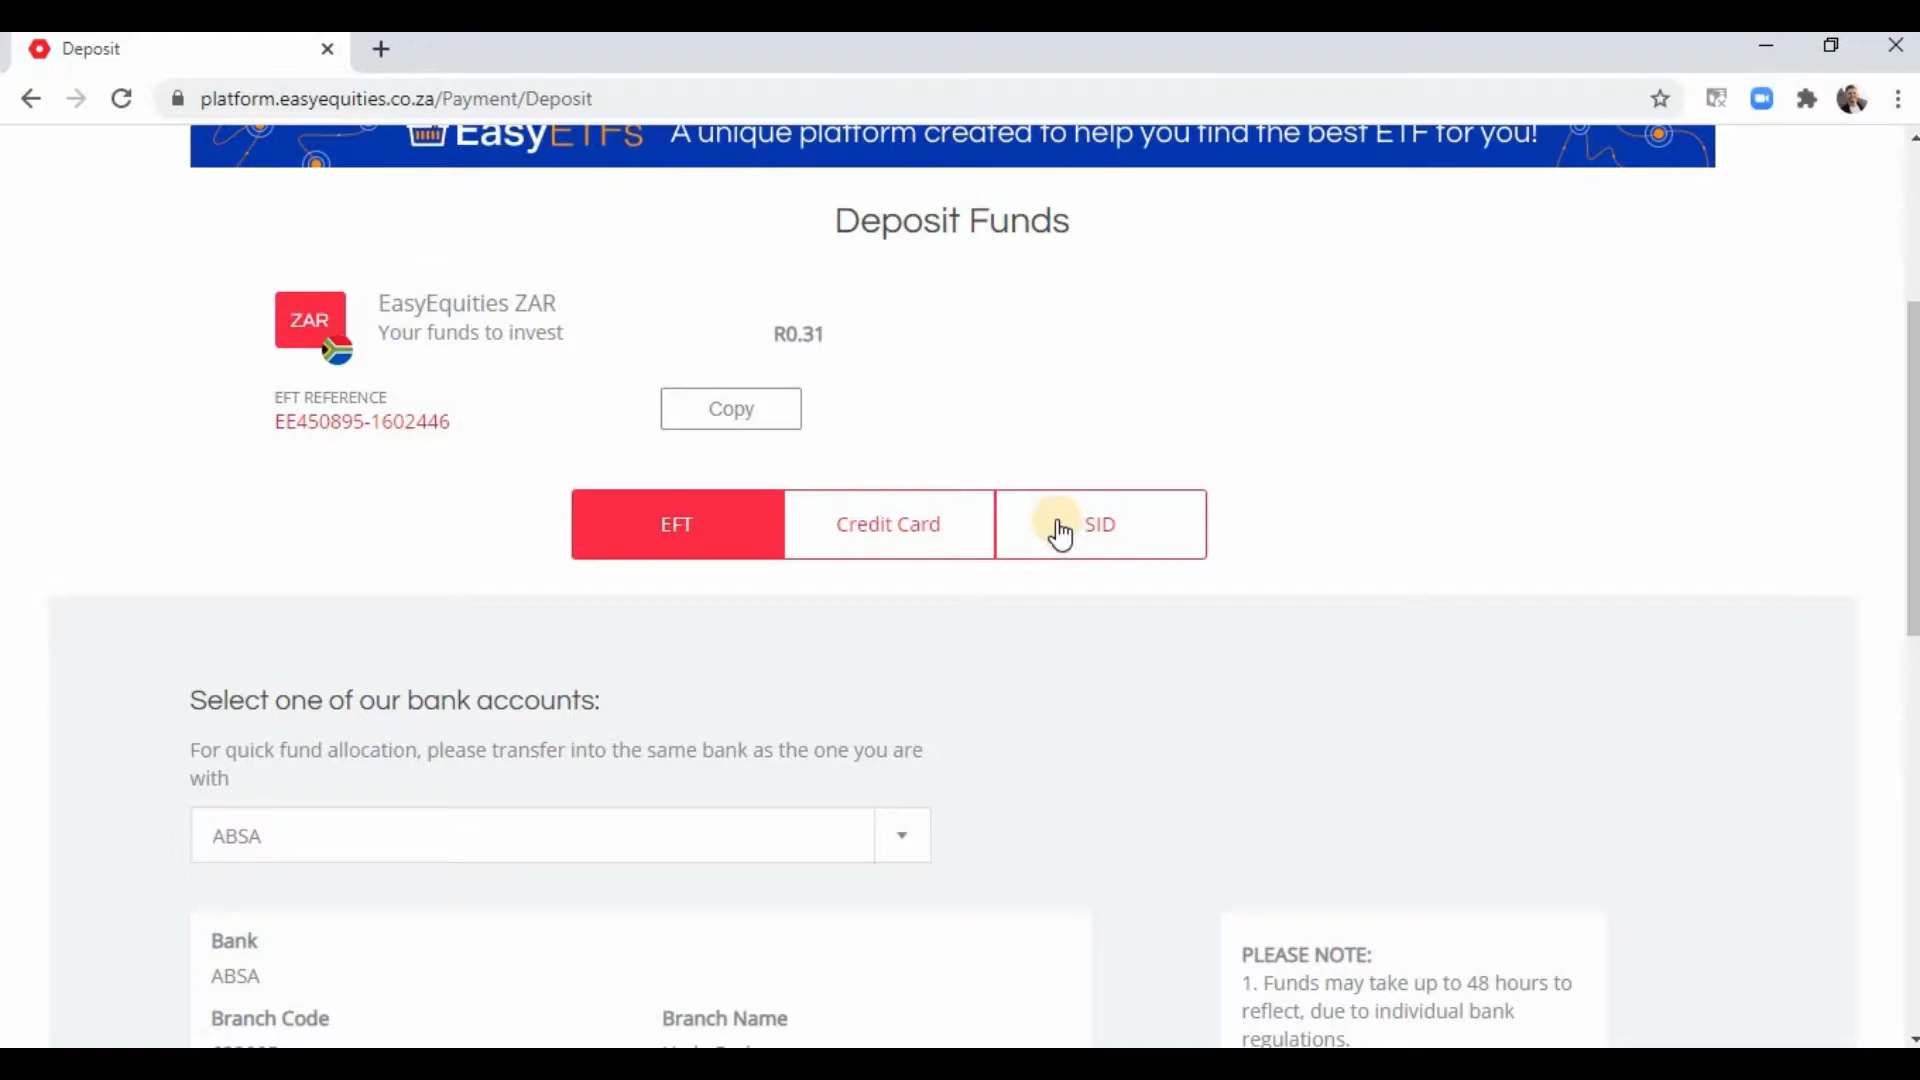 Deposit
platform.easyequities.co.za/Payment/Deposit
EasyETFs A unique platform created to help you find the best ETF for you!
Deposit Funds
ZAR
EasyEquities ZAR
Your funds to invest
R0.31
EFT REFERENCE
EE450895-1602446
Copy
EFT
Credit Card
SID
Select one of our bank accounts:
For quick fund allocation, please transfer into the same bank as the one you are
with
ABSA
Bank
ABSA
Branch Code
Branch Name
PLEASE NOTE:
1. Funds may take up to 48 hours to
reflect, due to individual bank
regulations.